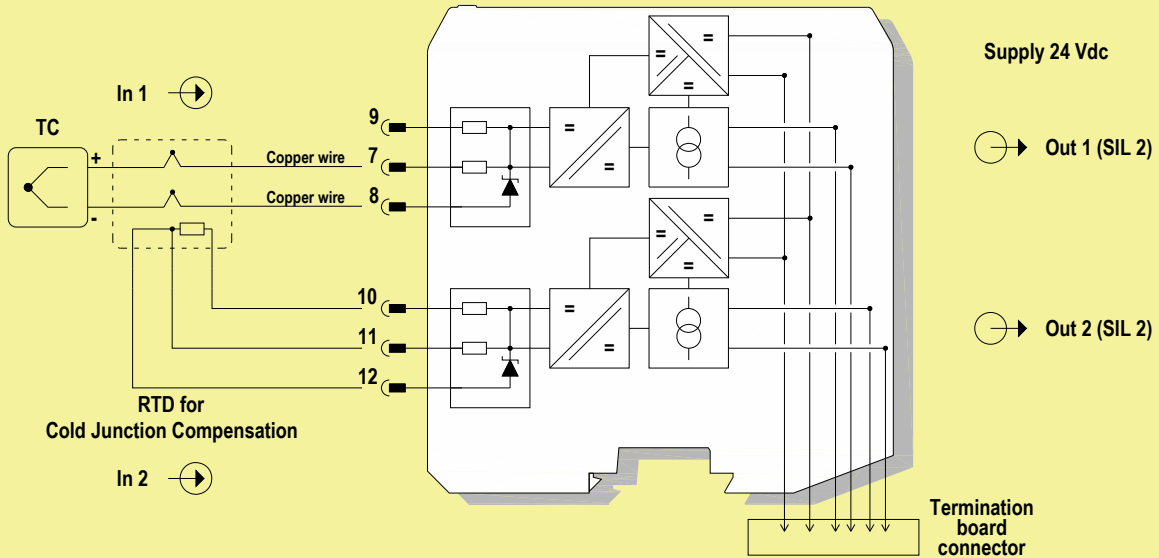 Supply 24 Vdc
In 1
TC
+
-
Copper wire
Copper wire
9
7
8
=
=
=
=
=
Out 1 (SIL 2)
=
=
=
=
=
10
11
12
Out 2 (SIL 2)
RTD for
Cold Junction Compensation
In 2
Termination
board
connector